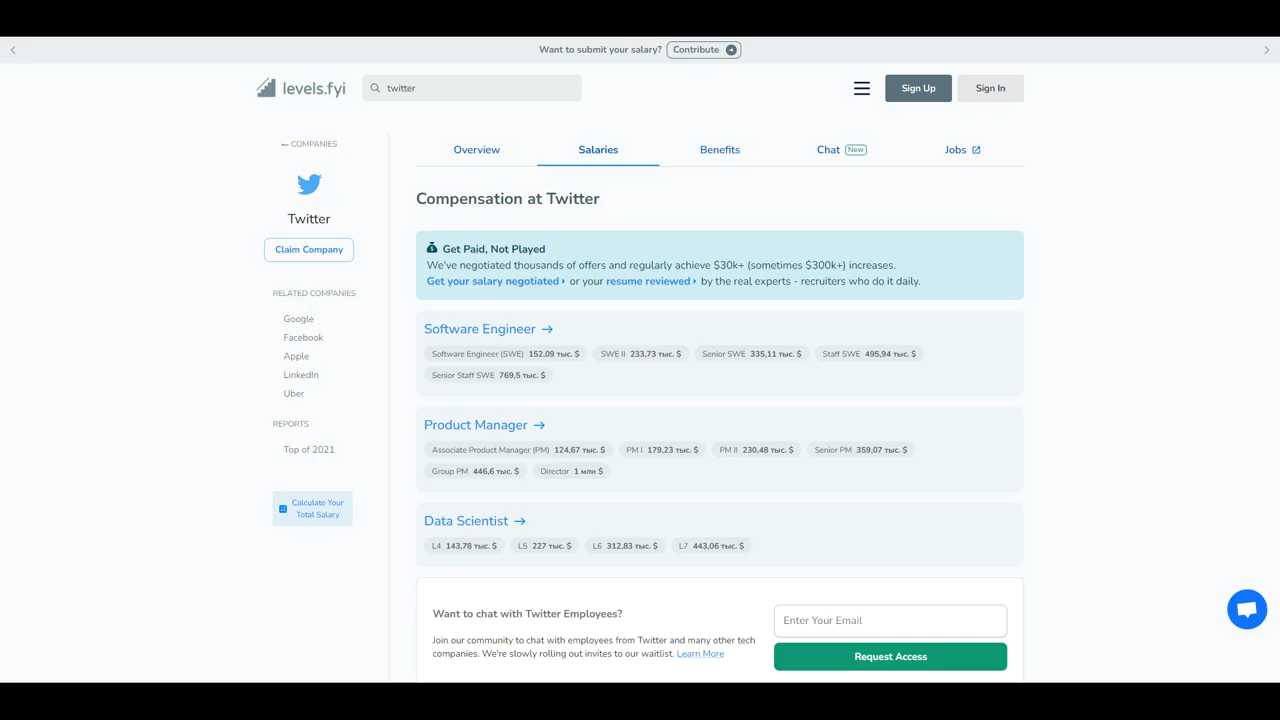 Want to submit your salary? Contribute
levels.fyi
twitter
Sign Up
Sign In
← COMPANIES
Twitter
Claim Company
RELATED COMPANIES
Google
Facebook
Apple
LinkedIn
Uber
REPORTS
Top of 2021
Calculate Your
Total Salary
Overview
Salaries
Benefits
Chat New
Jobs
Compensation at Twitter
Get Paid, Not Played
We've negotiated thousands of offers and regularly achieve $30k+ (sometimes $300k+) increases.
Get your salary negotiated or your resume reviewed by the real experts - recruiters who do it daily.
Software Engineer →
Software Engineer (SWE) 152,09 тыс. $ SWE II 233,73 тыс. $ Senior SWE 335,11 тыс. $ Staff SWE 495,94 тыс. $
Senior Staff SWE 769,5 тыс. $
Product Manager →
Associate Product Manager (PM) 124,67 тыс. $ PM I 179,23 тыс. $ PM II 230,48 тыс. $ Senior PM 359,07 тыс. $
Group PM 446,6 тыс. $ Director 1 млн $
Data Scientist →
L4 143,78 тыс. $ L5 227 тыс. $ L6 312,83 тыс. $ L7 443,06 тыс. $
Want to chat with Twitter Employees?
Join our community to chat with employees from Twitter and many other tech
companies. We're slowly rolling out invites to our waitlist. Learn More
Enter Your Email
Request Access